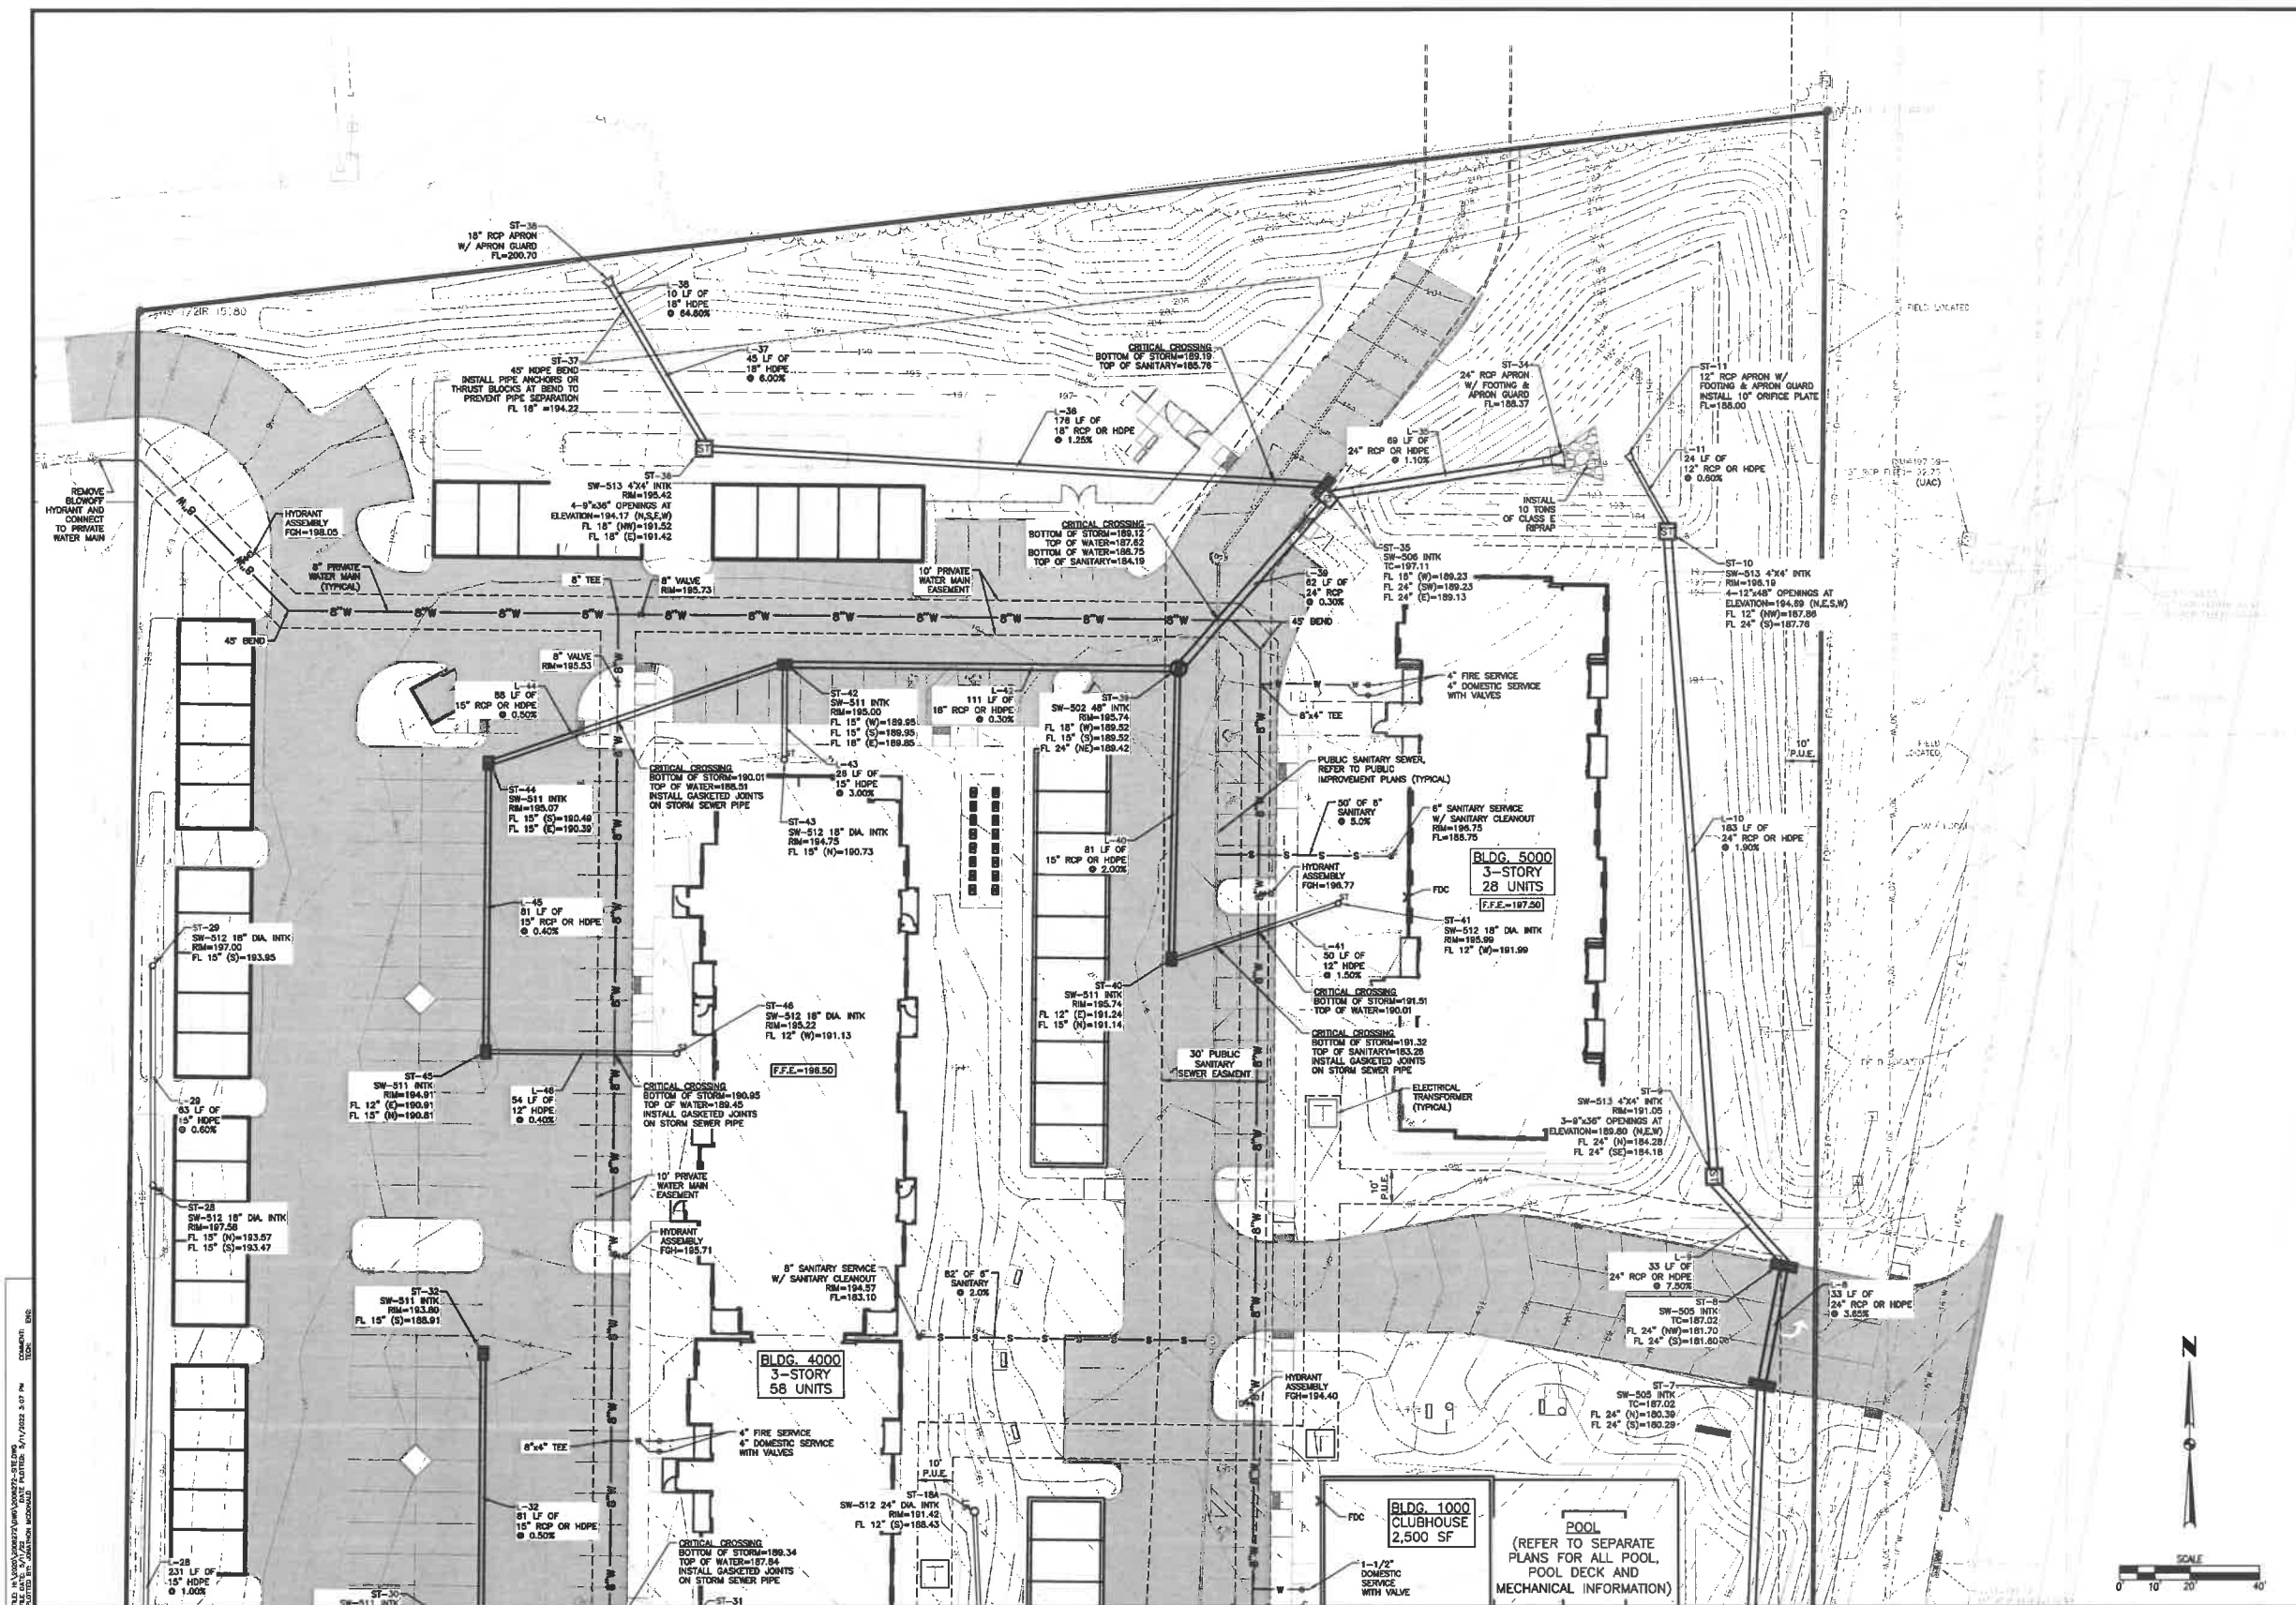 ST-38
18" RCP APRON
W/ APRON GUARD
FL=200.70
L-38
10 LF OF
18" HDPE
@ 64.80%
ST-37
45° HDPE BEND
INSTALL PIPE ANCHORS OR
THRUST BLOCKS AT BEND TO
PREVENT PIPE SEPARATION
FL 18" =194.22
L-37
45 LF OF
18" HDPE
@ 6.00%
CRITICAL CROSSING
BOTTOM OF STORM=189.19
TOP OF SANITARY=185.76
L-36
176 LF OF
18" RCP OR HDPE
@ 1.25%
ST-34
24" RCP APRON
W/ FOOTING &
APRON GUARD
FL=188.37
ST-11
12" RCP APRON W/
FOOTING & APRON GUARD
INSTALL 10" ORIFICE PLATE
FL=188.00
FIELD LOCATED
L-35
69 LF OF
24" RCP OR HDPE
@ 1.10%
L-11
24 LF OF
12" RCP OR HDPE
@ 0.60%
(UAC)
INSTALL
10 TONS
OF CLASS E
RIPRAP
REMOVE
BLOWOFF
HYDRANT AND
CONNECT
TO PRIVATE
WATER MAIN
HYDRANT
ASSEMBLY
FGH=198.05
ST-36
SW-513 4'X4' INTK
RIM=195.42
4-9"x36" OPENINGS AT
ELEVATION=194.17 (N,S,E,W)
FL 18" (NW)=191.52
FL 18" (E)=191.42
CRITICAL CROSSING
BOTTOM OF STORM=189.12
TOP OF WATER=187.62
BOTTOM OF WATER=186.75
TOP OF SANITARY=184.19
ST-35
SW-506 INTK
TC=197.11
FL 18" (W)=189.23
FL 24" (SW)=189.23
FL 24" (E)=189.13
ST-10
SW-513 4'X4' INTK
RIM=196.19
4-12"x48" OPENINGS AT
ELEVATION=194.69 (N,E,S,W)
FL 12" (NW)=187.86
FL 24" (S)=187.76
8" PRIVATE
WATER MAIN
(TYPICAL)
8" TEE
8" VALVE
RIM=195.73
10' PRIVATE
WATER MAIN
EASEMENT
L-39
62 LF OF
24" RCP
@ 0.30%
8"W
8"W
8"W
8"W
8"W
8"W
8"W
8"W
8"W
8"W
8"W
45° BEND
45° BEND
8" VALVE
RIM=195.53
L-44
88 LF OF
15" RCP OR HDPE
@ 0.50%
ST-42
SW-511 INTK
RIM=195.00
FL 15" (W)=189.95
FL 15" (S)=189.95
FL 18" (E)=189.85
L-42
111 LF OF
18" RCP OR HDPE
@ 0.30%
ST-39
SW-502 48" INTK
RIM=195.74
FL 18" (W)=189.52
FL 15" (S)=189.52
FL 24" (NE)=189.42
4" FIRE SERVICE
4" DOMESTIC SERVICE
WITH VALVES
8"x4" TEE
10'
P.U.E.
CRITICAL CROSSING
BOTTOM OF STORM=190.01
TOP OF WATER=188.51
INSTALL GASKETED JOINTS
ON STORM SEWER PIPE
L-43
26 LF OF
15" HDPE
@ 3.00%
PUBLIC SANITARY SEWER,
REFER TO PUBLIC
IMPROVEMENT PLANS (TYPICAL)
ST-44
SW-511 INTK
RIM=195.07
FL 15" (S)=190.49
FL 15" (E)=190.39
ST-43
SW-512 18" DIA. INTK
RIM=194.75
FL 15" (N)=190.73
50' OF 6"
SANITARY
@ 5.0%
6" SANITARY SERVICE
W/ SANITARY CLEANOUT
RIM=196.75
FL=188.75
L-40
81 LF OF
15" RCP OR HDPE
@ 2.00%
L-10
183 LF OF
24" RCP OR HDPE
@ 1.90%
HYDRANT
ASSEMBLY
FGH=196.77
FDC
BLDG. 5000
3-STORY
28 UNITS
F.F.E.=197.50
L-45
81 LF OF
15" RCP OR HDPE
@ 0.40%
ST-29
SW-512 18" DIA. INTK
RIM=197.00
FL 15" (S)=193.95
ST-41
SW-512 18" DIA. INTK
RIM=195.99
FL 12" (W)=191.99
L-41
50 LF OF
12" HDPE
@ 1.50%
ST-40
SW-511 INTK
RIM=195.74
FL 12" (E)=191.24
FL 15" (N)=191.14
CRITICAL CROSSING
BOTTOM OF STORM=191.51
TOP OF WATER=190.01
ST-46
SW-512 18" DIA. INTK
RIM=195.22
FL 12" (W)=191.13
CRITICAL CROSSING
BOTTOM OF STORM=191.32
TOP OF SANITARY=183.26
INSTALL GASKETED JOINTS
ON STORM SEWER PIPE
30' PUBLIC
SANITARY
SEWER EASMENT
F.F.E.=196.50
ST-45
SW-511 INTK
RIM=194.91
FL 12" (E)=190.91
FL 15" (N)=190.81
L-46
54 LF OF
12" HDPE
@ 0.40%
CRITICAL CROSSING
BOTTOM OF STORM=190.95
TOP OF WATER=189.45
INSTALL GASKETED JOINTS
ON STORM SEWER PIPE
L-29
63 LF OF
15" HDPE
@ 0.60%
ELECTRICAL
TRANSFORMER
(TYPICAL)
ST-9
SW-513 4'X4' INTK
RIM=191.05
3-9"x36" OPENINGS AT
ELEVATION=189.80 (N,E,W)
FL 24" (N)=184.28
FL 24" (SE)=184.18
10' PRIVATE
WATER MAIN
EASEMENT
10'
P.U.E.
ST-28
SW-512 18" DIA. INTK
RIM=197.58
FL 15" (N)=193.57
FL 15" (S)=193.47
HYDRANT
ASSEMBLY
FGH=195.71
8" SANITARY SERVICE
W/ SANITARY CLEANOUT
RIM=194.57
FL=183.10
82' OF 8"
SANITARY
@ 2.0%
L-9
33 LF OF
24" RCP OR HDPE
@ 7.50%
ST-8
SW-505 INTK
TC=187.02
FL 24" (NW)=181.70
FL 24" (S)=181.60
L-8
33 LF OF
24" RCP OR HDPE
@ 3.65%
ST-32
SW-511 INTK
RIM=193.80
FL 15" (S)=188.91
BLDG. 4000
3-STORY
58 UNITS
HYDRANT
ASSEMBLY
FGH=194.40
ST-7
SW-505 INTK
TC=187.02
FL 24" (N)=180.39
FL 24" (S)=180.29
8"x4" TEE
4" FIRE SERVICE
4" DOMESTIC SERVICE
WITH VALVES
10'
P.U.E.
ST-18A
SW-512 24" DIA. INTK
RIM=191.42
FL 12" (S)=188.43
L-32
81 LF OF
15" RCP OR HDPE
@ 0.50%
FDC
BLDG. 1000
CLUBHOUSE
2,500 SF
POOL
(REFER TO SEPARATE
PLANS FOR ALL POOL,
POOL DECK AND
MECHANICAL INFORMATION)
CRITICAL CROSSING
BOTTOM OF STORM=189.34
TOP OF WATER=187.84
INSTALL GASKETED JOINTS
ON STORM SEWER PIPE
1-1/2"
DOMESTIC
SERVICE
WITH VALVE
L-28
231 LF OF
15" HDPE
@ 1.00%
ST-30
SW-511 INTK
ST-31
N
SCALE
0' 10' 20' 40'